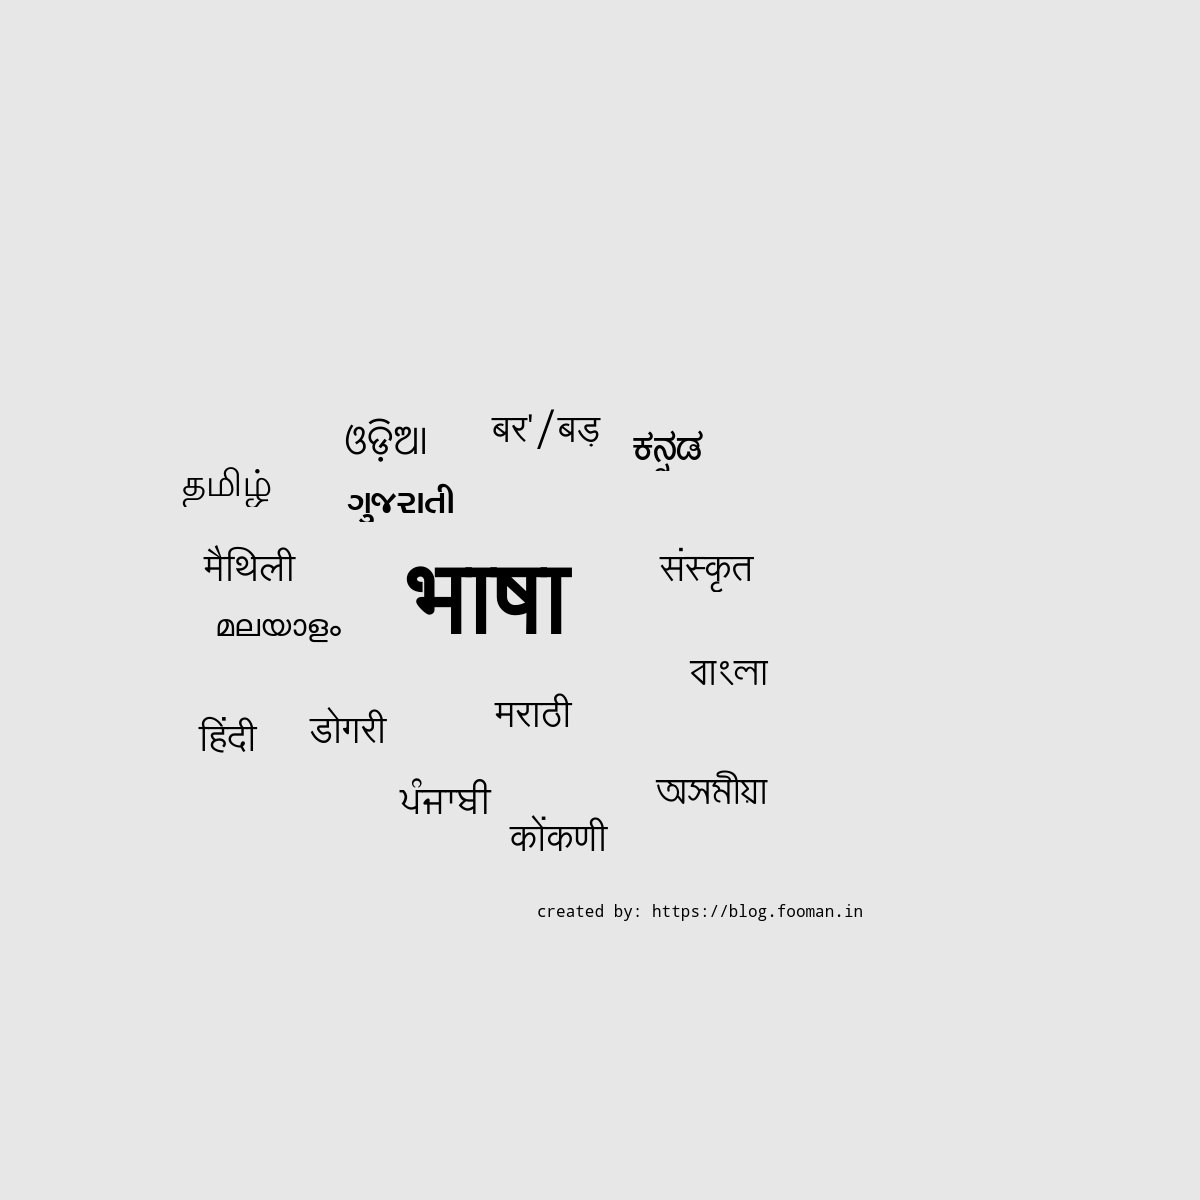 ଓଡ଼ିଆ
बर'/बड़
ಕನ್ನಡ
தமிழ்
ગુજરાતી
मैथिली
संस्कृत
भाषा
മലയാളം
বাংলা
मराठी
हिंदी
डोगरी
অসমীয়া
ਪੰਜਾਬੀ
कोंकणी
created by: https://blog.fooman.in